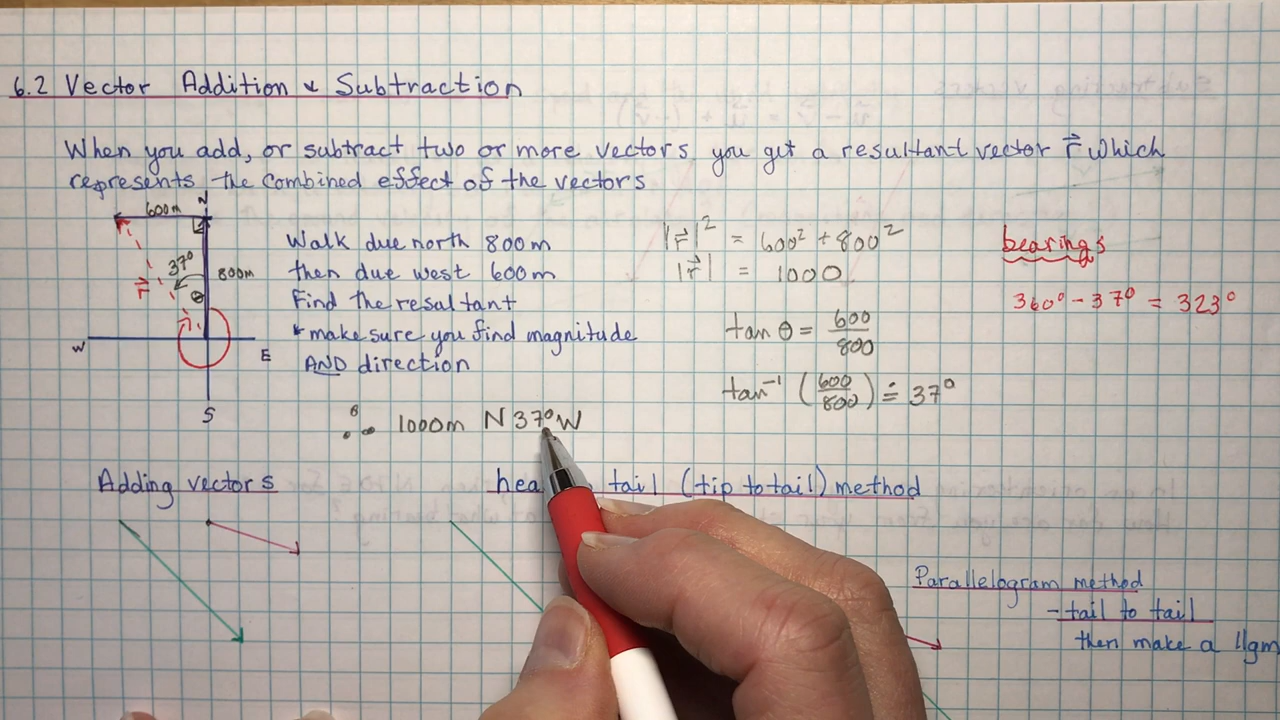 6.2 Vector Addition & Subtraction
When you add, or subtract two or more vectors you get a resultant vector r⃗ which
represents the combined effect of the vectors
N
600m
37°
800m
r⃗
θ
W
E
S
Walk due north 800m
then due west 600m
Find the resultant
* make sure you find magnitude
AND direction
|r⃗|² = 600² + 800²
|r⃗| = 1000
tan θ = 600/800
tan⁻¹ (600/800) ≐ 37°
bearings
360° - 37° = 323°
∴ 1000m N 37° W
Adding vectors
tail (tip to tail) method
Parallelogram method
- tail to tail
then make a llgm